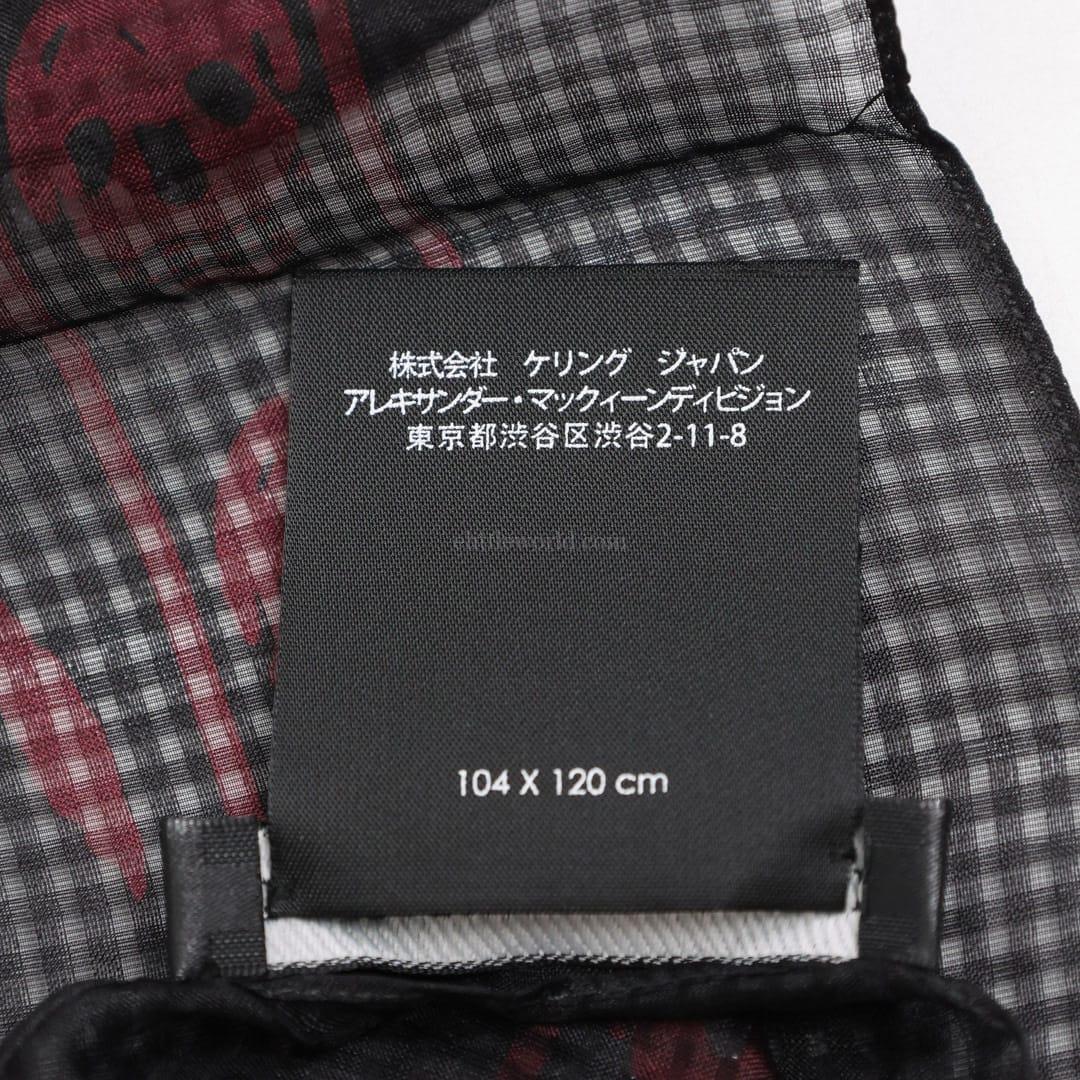 株式会社 ケリング ジャパン
アレキサンダー・マックィーンディビジョン
東京都渋谷区渋谷2-11-8
elittleworld.com
104 X 120 cm